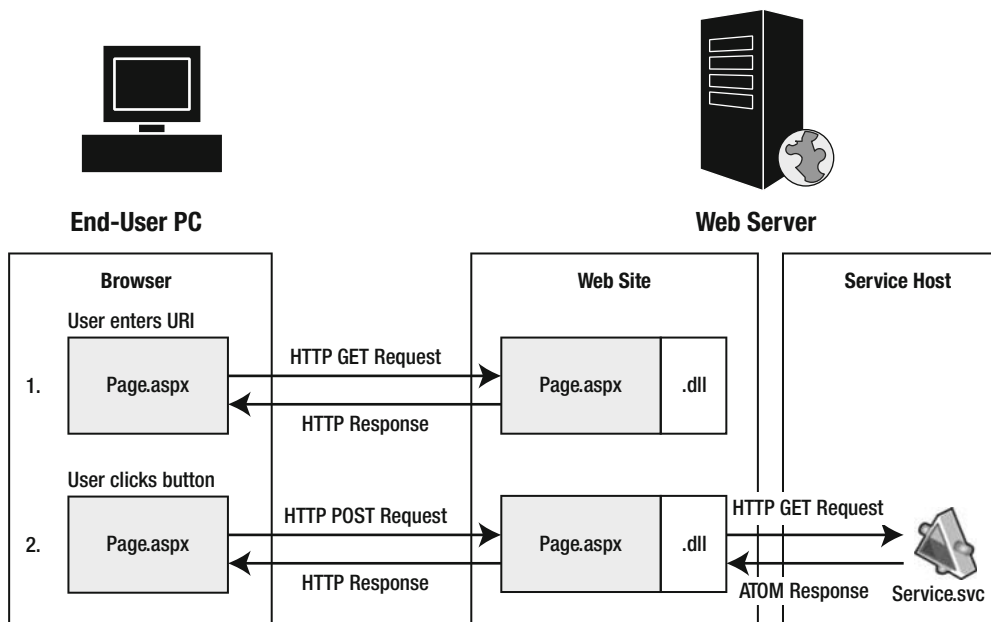 End-User PC
Web Server
Browser
Web Site
Service Host
User enters URI
1.
Page.aspx
HTTP GET Request
HTTP Response
Page.aspx
.dll
User clicks button
2.
Page.aspx
HTTP POST Request
HTTP Response
Page.aspx
.dll
HTTP GET Request
ATOM Response
Service.svc